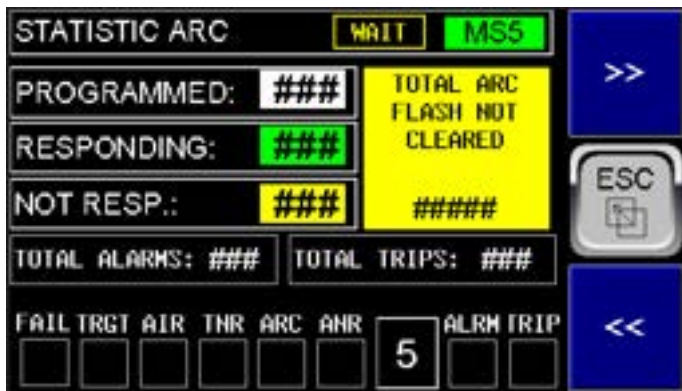 STATISTIC ARC WAIT MS5
>>
PROGRAMMED: ###
TOTAL ARC
FLASH NOT
CLEARED
#####
RESPONDING: ###
NOT RESP.: ###
ESC
TOTAL ALARMS: ### TOTAL TRIPS: ###
FAIL TRGT AIR TNR ARC ANR ALRM TRIP
5
<<